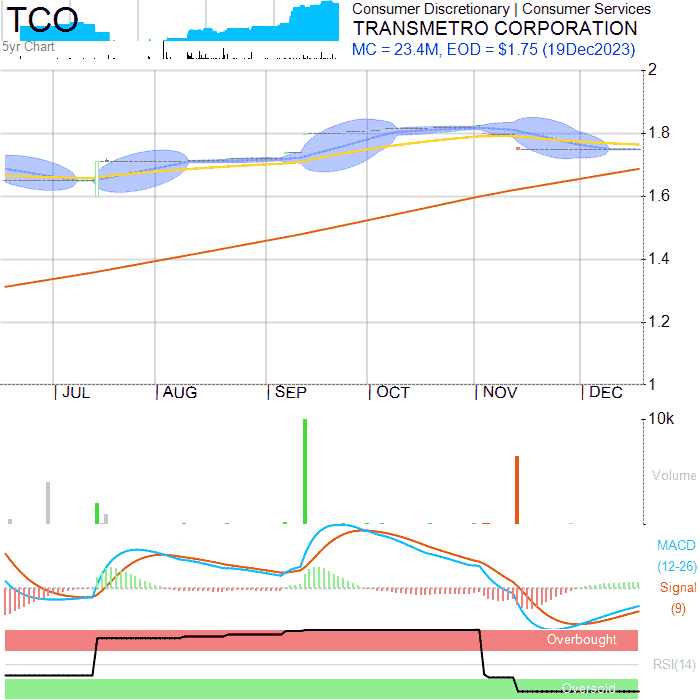 TCO
Consumer Discretionary | Consumer Services
TRANSMETRO CORPORATION
MC = 23.4M, EOD = $1.75 (19Dec2023)
5yr Chart
2
1.8
1.6
1.4
1.2
1
JUL AUG SEP OCT NOV DEC
10k
Volume
MACD
(12-26)
Signal
(9)
Overbought
RSI(14)
Oversold